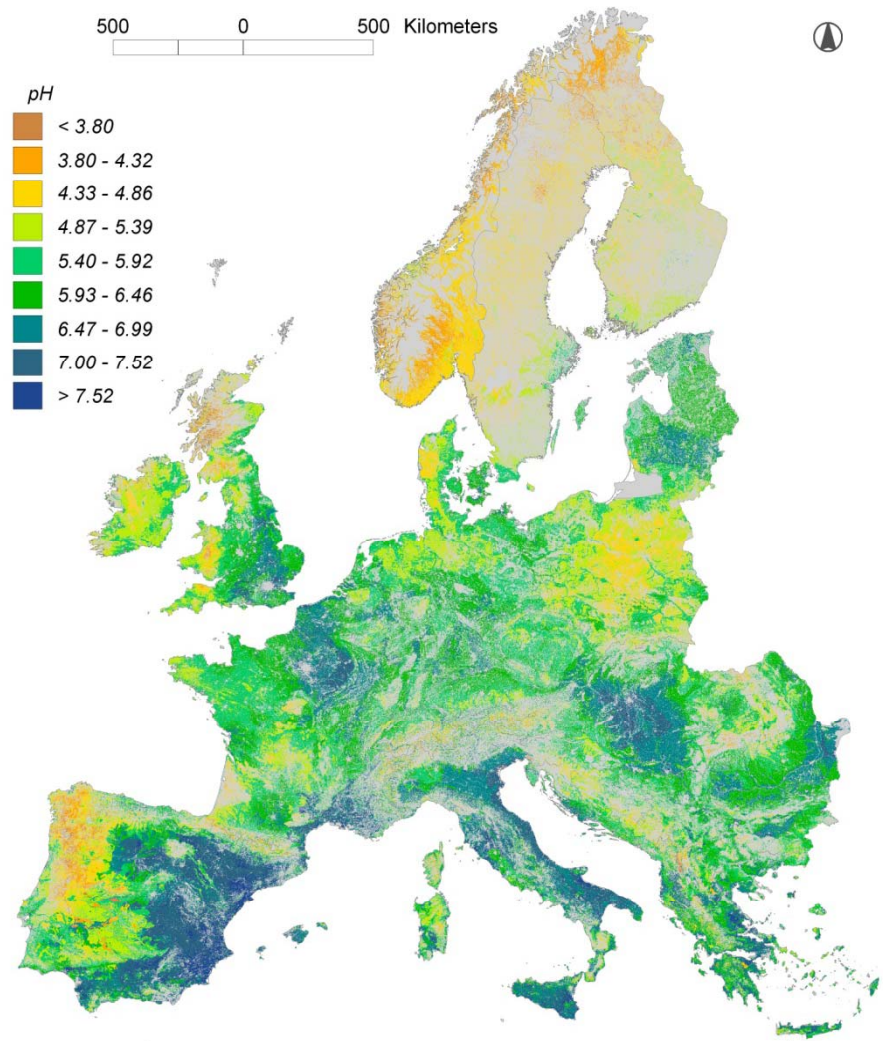 500 0 500 Kilometers
pH
< 3.80
3.80 - 4.32
4.33 - 4.86
4.87 - 5.39
5.40 - 5.92
5.93 - 6.46
6.47 - 6.99
7.00 - 7.52
> 7.52